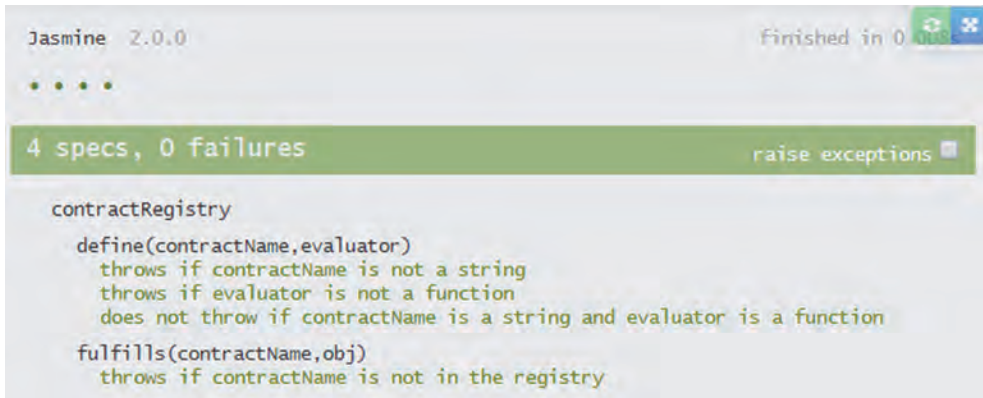 Jasmine 2.0.0
finished in 0
4 specs, 0 failures
raise exceptions
contractRegistry
define(contractName,evaluator)
throws if contractName is not a string
throws if evaluator is not a function
does not throw if contractName is a string and evaluator is a function
fulfills(contractName,obj)
throws if contractName is not in the registry